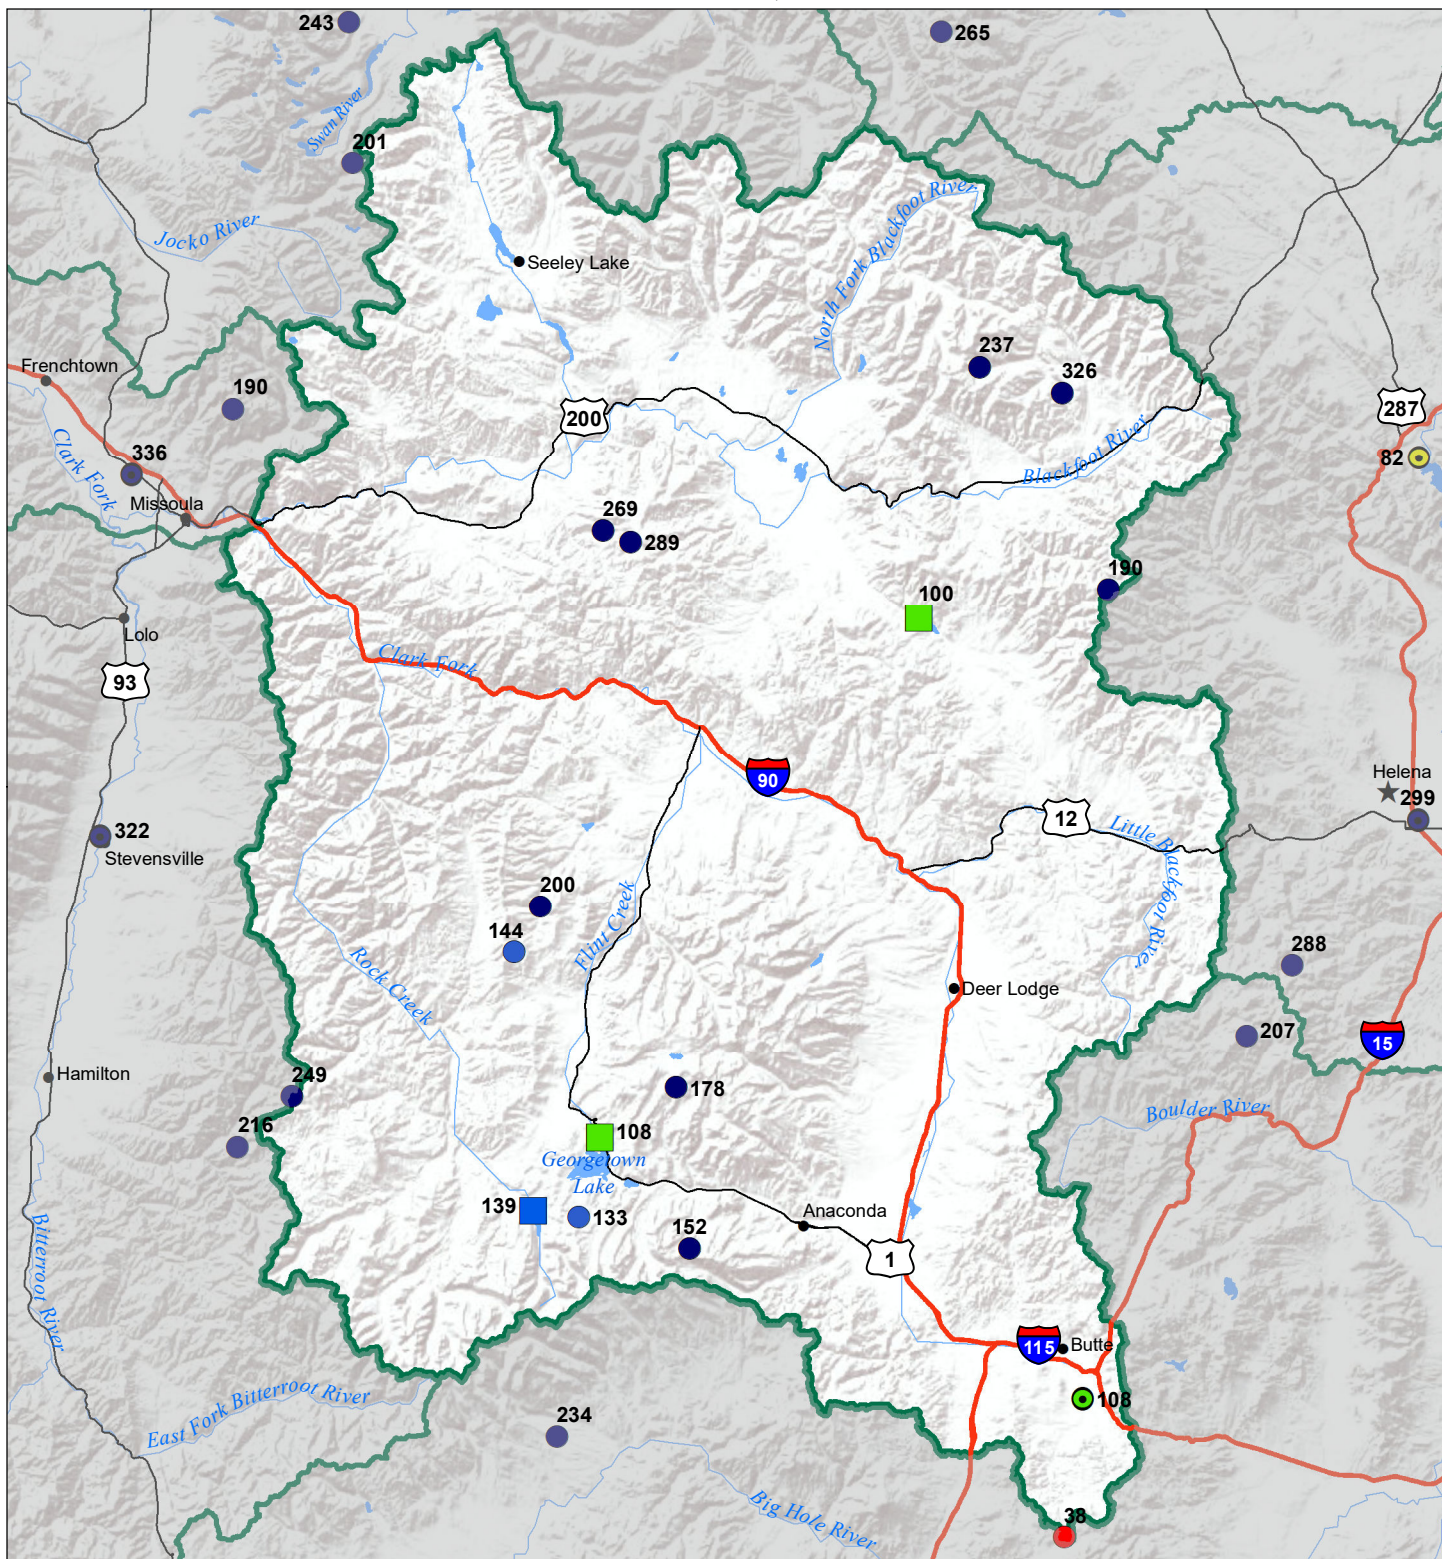 243
265
Swan River
201
Jocko River
North Fork Blackfoot River
Seeley Lake
237
326
Frenchtown
190
200
287
Clark Fork
336
82
Blackfoot River
Missoula
269
289
190
100
Lolo
Clark Fork
93
90
Helena
299
12
Little Blackfoot River
322
Stevensville
200
Flint Creek
144
Rock Creek
288
Deer Lodge
207
15
Hamilton
249
178
Boulder River
216
108
Georgetown
Lake
139
133
Anaconda
152
Bitterroot River
1
115
Butte
108
East Fork Bitterroot River
234
Big Hole River
38